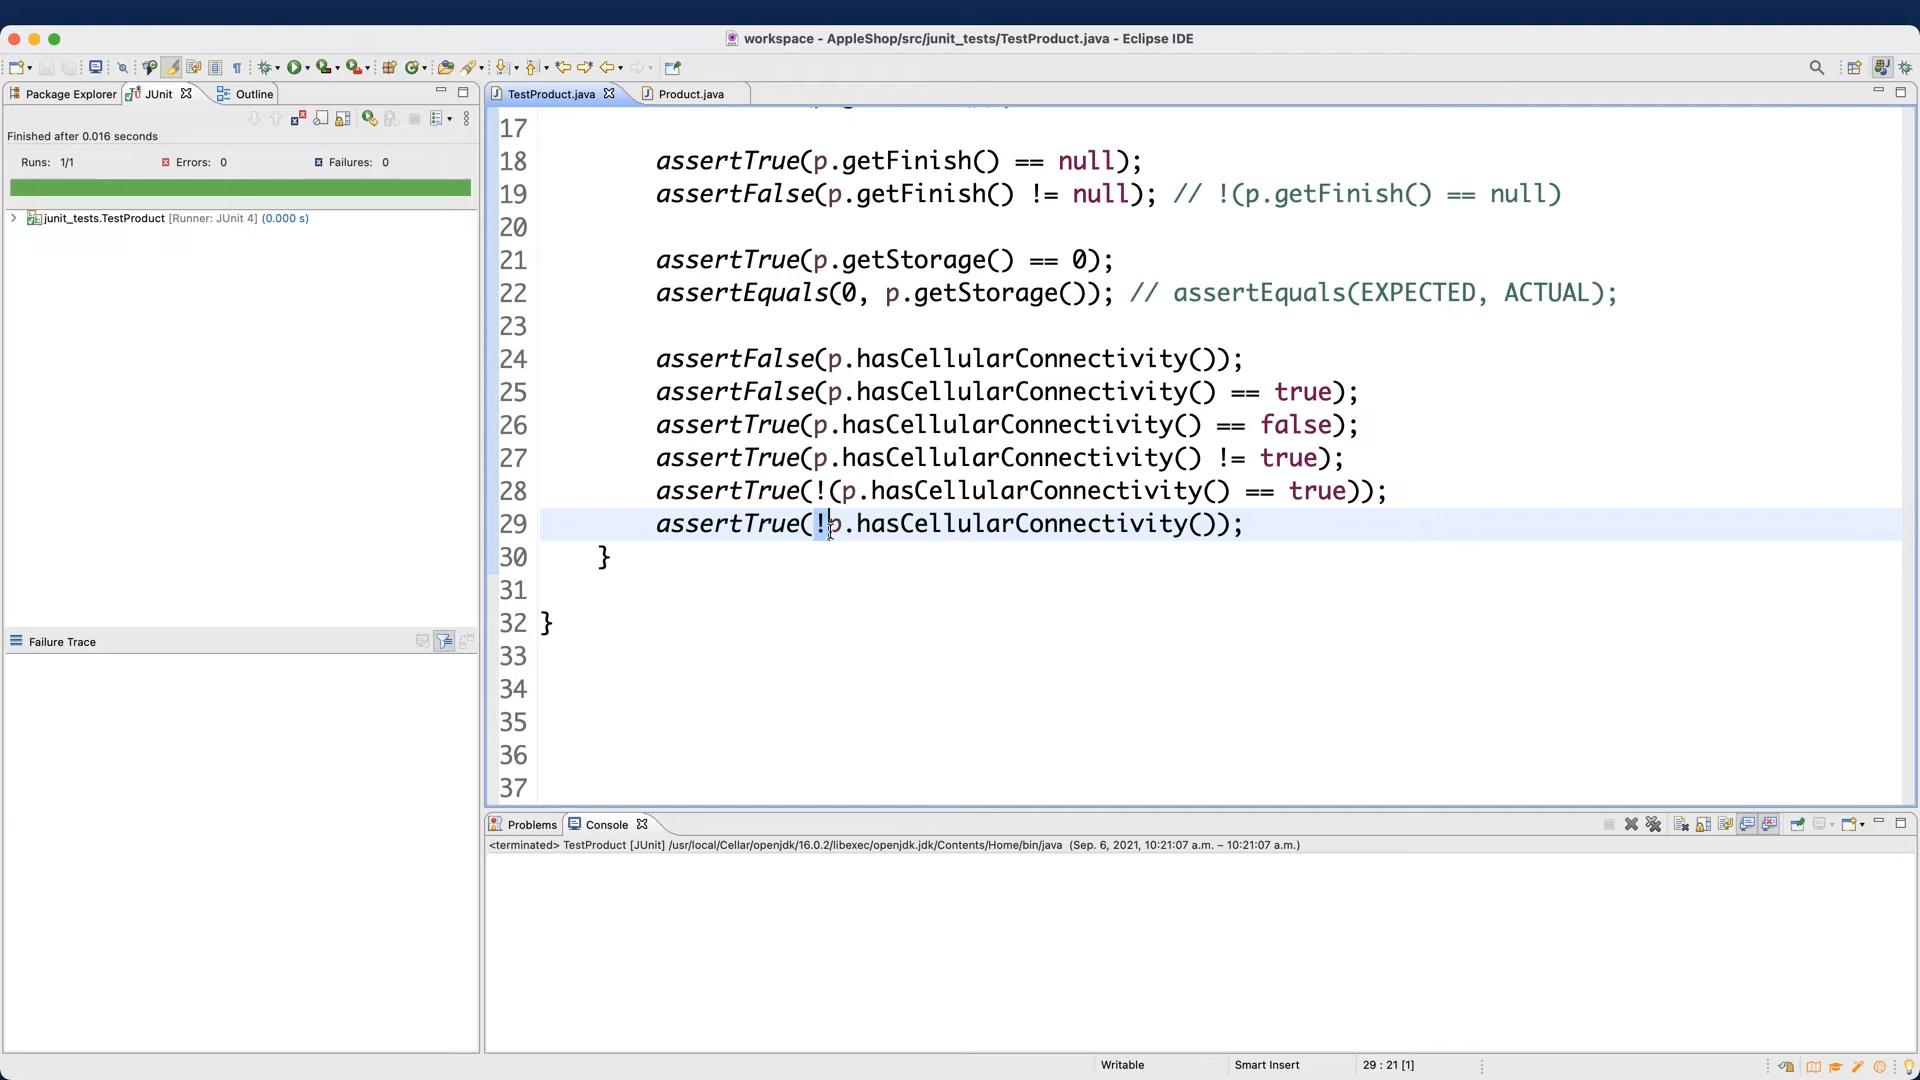 workspace - AppleShop/src/junit_tests/TestProduct.java - Eclipse IDE
Package Explorer
JUnit
Outline
Finished after 0.016 seconds
Runs: 1/1
Errors: 0
Failures: 0
junit_tests.TestProduct [Runner: JUnit 4] (0.000 s)
Failure Trace
TestProduct.java
Product.java
17
18 assertTrue(p.getFinish() == null);
19 assertFalse(p.getFinish() != null); // !(p.getFinish() == null)
20
21 assertTrue(p.getStorage() == 0);
22 assertEquals(0, p.getStorage()); // assertEquals(EXPECTED, ACTUAL);
23
24 assertFalse(p.hasCellularConnectivity());
25 assertFalse(p.hasCellularConnectivity() == true);
26 assertTrue(p.hasCellularConnectivity() == false);
27 assertTrue(p.hasCellularConnectivity() != true);
28 assertTrue(!(p.hasCellularConnectivity() == true));
29 assertTrue(!p.hasCellularConnectivity());
30 }
31
32 }
33
34
35
36
37
Problems
Console
<terminated> TestProduct [JUnit] /usr/local/Cellar/openjdk/16.0.2/libexec/openjdk.jdk/Contents/Home/bin/java (Sep. 6, 2021, 10:21:07 a.m. – 10:21:07 a.m.)
Writable
Smart Insert
29 : 21 [1]